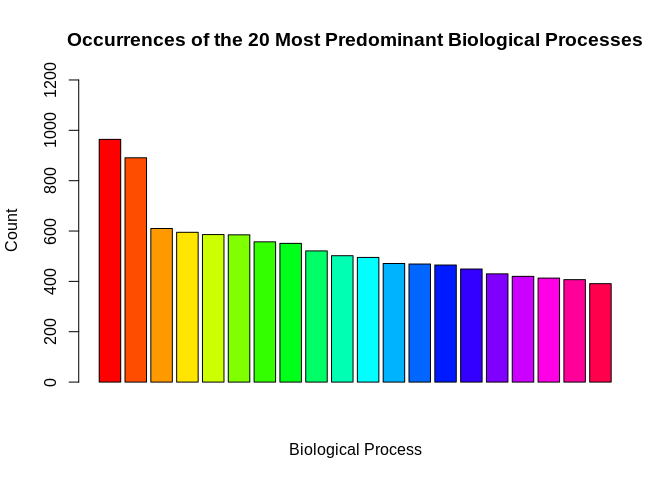 Occurrences of the 20 Most Predominant Biological Processes
1200
1000
800
600
400
200
0
Count
Biological Process